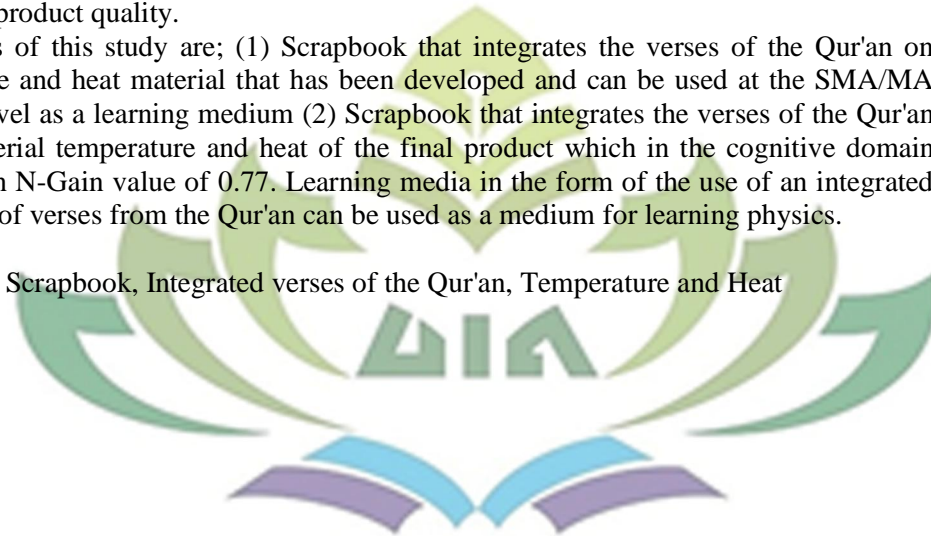 product quality.
s of this study are; (1) Scrapbook that integrates the verses of the Qur'an on
e and heat material that has been developed and can be used at the SMA/MA
vel as a learning medium (2) Scrapbook that integrates the verses of the Qur'an
erial temperature and heat of the final product which in the cognitive domain
n N-Gain value of 0.77. Learning media in the form of the use of an integrated
of verses from the Qur'an can be used as a medium for learning physics.
Scrapbook, Integrated verses of the Qur'an, Temperature and Heat
UIN